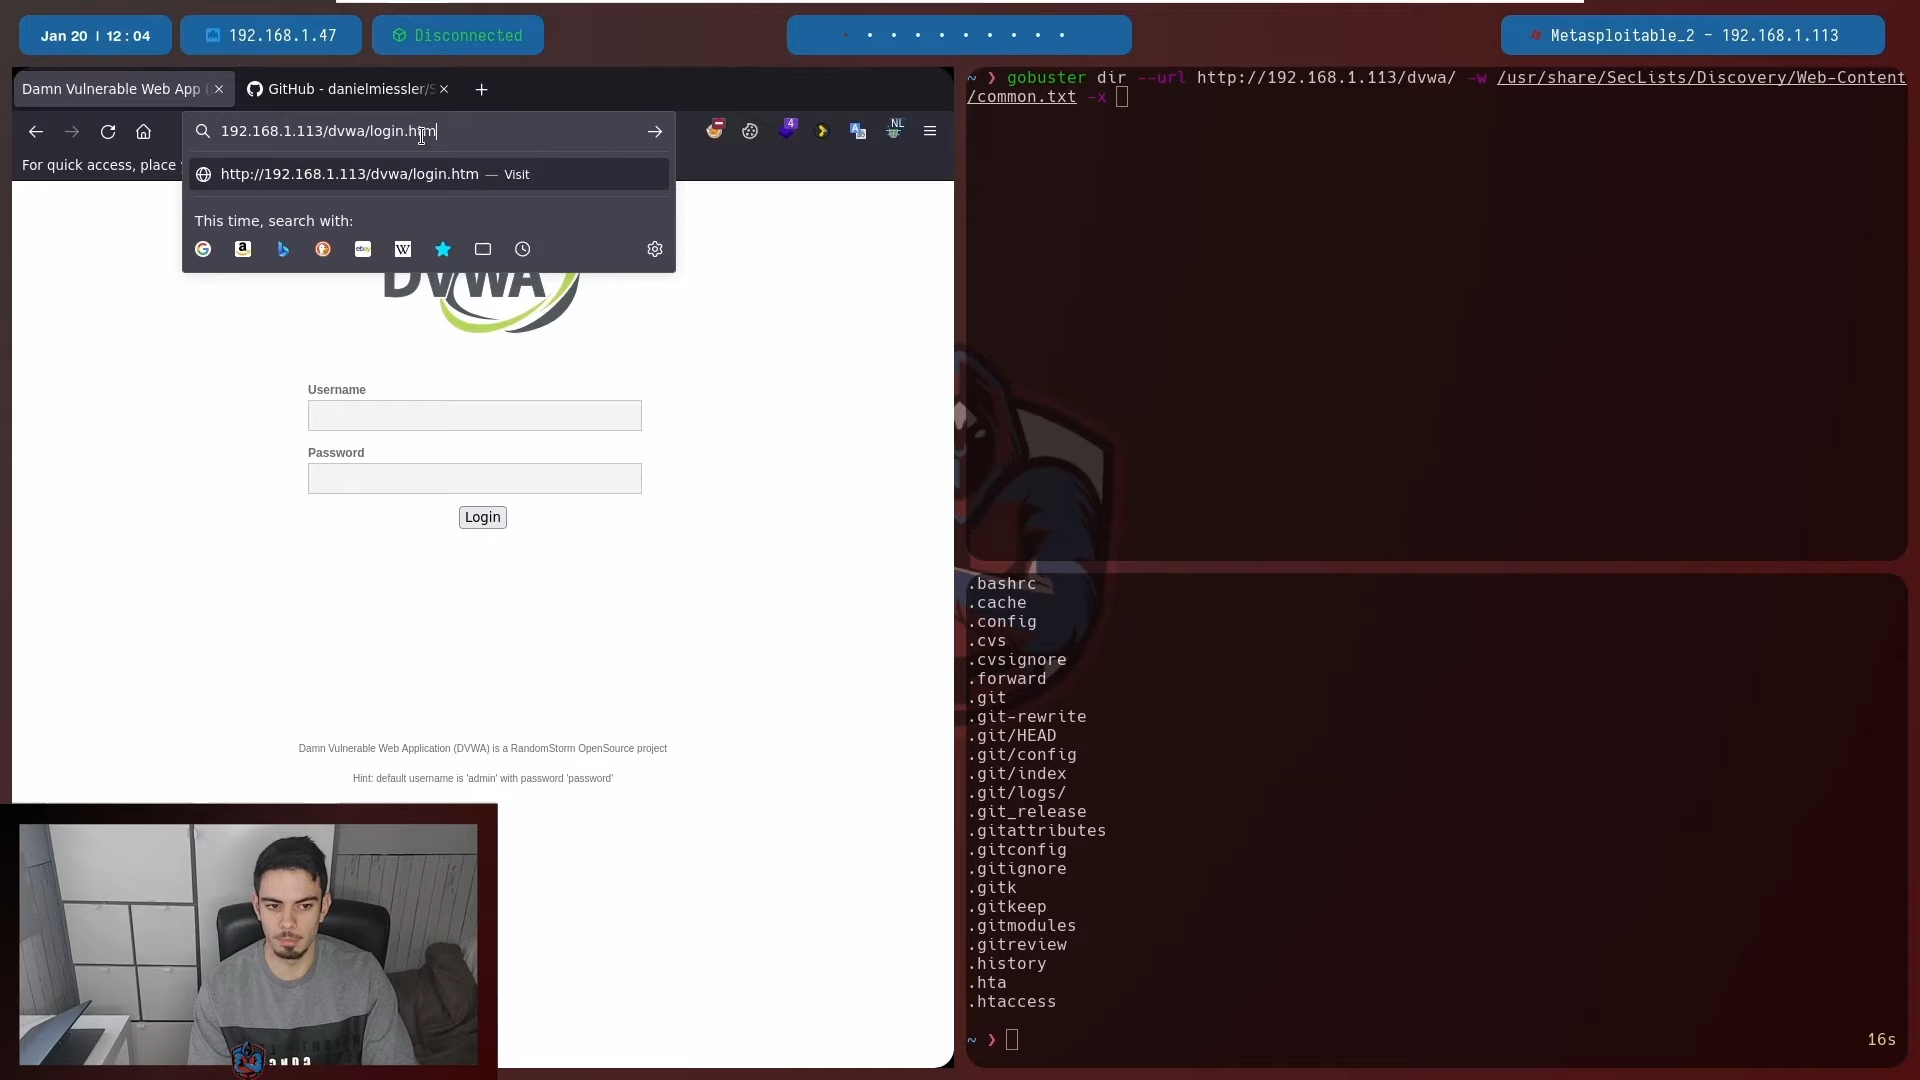 Jan 20 | 12 : 04
192.168.1.47
Disconnected
Metasploitable_2 - 192.168.1.113
Damn Vulnerable Web App (
GitHub - danielmiessler/S
192.168.1.113/dvwa/login.htm
4
NL
For quick access, place
http://192.168.1.113/dvwa/login.htm — Visit
This time, search with:
DVWA
Username
Password
Login
Damn Vulnerable Web Application (DVWA) is a RandomStorm OpenSource project
Hint: default username is 'admin' with password 'password'
~ ❯ gobuster dir --url http://192.168.1.113/dvwa/ -w /usr/share/SecLists/Discovery/Web-Content
/common.txt -x
.bashrc
.cache
.config
.cvs
.cvsignore
.forward
.git
.git-rewrite
.git/HEAD
.git/config
.git/index
.git/logs/
.git_release
.gitattributes
.gitconfig
.gitignore
.gitk
.gitkeep
.gitmodules
.gitreview
.history
.hta
.htaccess
~ ❯
16s